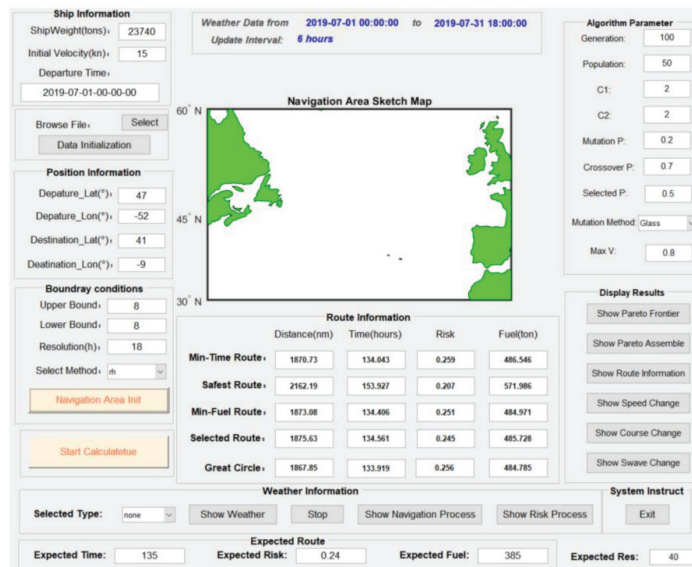 Ship Information
ShipWeight(tons): 23740
Initial Velocity(kn): 15
Departure Time:
2019-07-01-00-00-00
Browse File: Select
Data Initialization
Position Information
Depature_Lat(°): 47
Depature_Lon(°): -52
Destination_Lat(°): 41
Deatination_Lon(°): -9
Boundray conditions
Upper Bound: 8
Lower Bound: 8
Resolution(h): 18
Select Method: rh
Navigation Area Init
Start Calculatetue
Weather Data from 2019-07-01 00:00:00 to 2019-07-31 18:00:00
Update Interval: 6 hours
Navigation Area Sketch Map
60° N
45° N
30° N
Route Information
Distance(nm) Time(hours) Risk Fuel(ton)
Min-Time Route: 1870.73 134.043 0.259 486.546
Safest Route: 2162.19 153.927 0.207 571.986
Min-Fuel Route: 1873.08 134.406 0.251 484.971
Selected Route: 1875.63 134.561 0.245 485.728
Great Circle: 1867.85 133.919 0.256 484.785
Algorithm Parameter
Generation: 100
Population: 50
C1: 2
C2: 2
Mutation P: 0.2
Crossover P: 0.7
Selected P: 0.5
Mutation Method: Glass
Max V: 0.8
Display Results
Show Pareto Frontier
Show Pareto Assemble
Show Route Information
Show Speed Change
Show Course Change
Show Swave Change
Weather Information
Selected Type: none Show Weather Stop Show Navigation Process Show Risk Process
System Instruct
Exit
Expected Route
Expected Time: 135 Expected Risk: 0.24 Expected Fuel: 385 Expected Res: 40